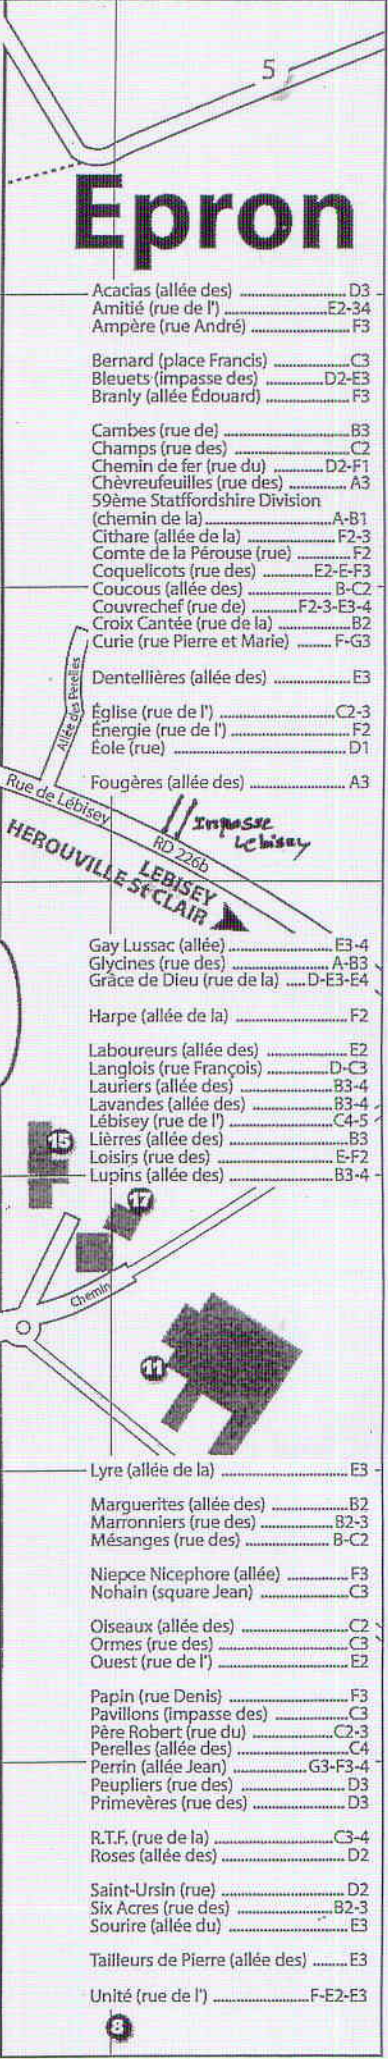 5
Epron
Acacias (allée des) D3
Amitié (rue de l') E2-34
Ampère (rue André) F3
Bernard (place Francis) C3
Bleuets (impasse des) D2-E3
Branly (allée Édouard) F3
Cambes (rue de) B3
Champs (rue des) C2
Chemin de fer (rue du) D2-F1
Chèvreufeuilles (rue des) A3
59ème Statffordshire Division
(chemin de la) A-B1
Cithare (allée de la) F2-3
Comte de la Pérouse (rue) F2
Coquelicots (rue des) E2-E-F3
Coucous (allée des) B-C2
Couvrechef (rue de) F2-3-E3-4
Croix Cantée (rue de la) B2
Curie (rue Pierre et Marie) F-G3
Dentellières (allée des) E3
Église (rue de l') C2-3
Énergie (rue de l') F2
Éole (rue) D1
Allée des Perelles
Fougères (allée des) A3
Rue de Lébisey
Impasse
Lebisey
RD 226b
LEBISEY
HEROUVILLE St CLAIR
Gay Lussac (allée) E3-4
Glycines (rue des) A-B3
Grâce de Dieu (rue de la) D-E3-E4
Harpe (allée de la) F2
Laboureurs (allée des) E2
Langlois (rue François) D-C3
Lauriers (allée des) B3-4
Lavandes (allée des) B3-4
Lébisey (rue de l') C4-5
Lièrres (allée des) B3
Loisirs (rue des) E-F2
Lupins (allée des) B3-4
15
17
Chemin
11
Lyre (allée de la) E3
Marguerites (allée des) B2
Marronniers (rue des) B2-3
Mésanges (rue des) B-C2
Niepce Nicephore (allée) F3
Nohain (square Jean) C3
Oiseaux (allée des) C2
Ormes (rue des) C3
Ouest (rue de l') E2
Papin (rue Denis) F3
Pavillons (impasse des) C3
Père Robert (rue du) C2-3
Perelles (allée des) C4
Perrin (allée Jean) G3-F3-4
Peupliers (rue des) D3
Primevères (rue des) D3
R.T.F. (rue de la) C3-4
Roses (allée des) D2
Saint-Ursin (rue) D2
Six Acres (rue des) B2-3
Sourire (allée du) E3
Tailleurs de Pierre (allée des) E3
Unité (rue de l') F-E2-E3
8